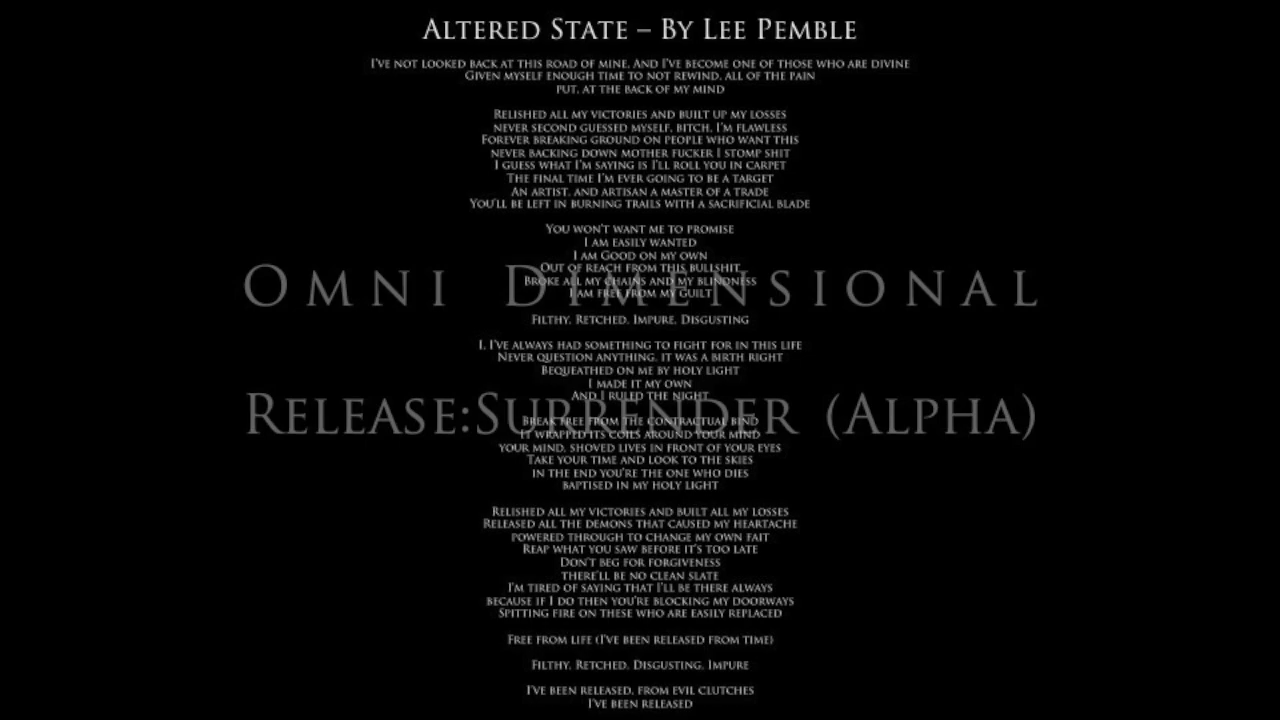 Altered State – By Lee Pemble
I've not looked back at this road of mine, And I've become one of those who are divine
Given myself enough time to not rewind, all of the pain
put, at the back of my mind
Relished all my victories and built up my losses
never second guessed myself, bitch, I'm flawless
Forever breaking ground on people who want this
never backing down mother fucker I stomp shit
I guess what I'm saying is I'll roll you in carpet
The final time I'm ever going to be a target
An artist, and artisan a master of a trade
You'll be left in burning trails with a sacrificial blade
You won't want me to promise
I am easily wanted
I am Good on my own
Out of reach from this bullshit
Broke all my chains and my blindness
I am free from my guilt
Omni Dimensional
Filthy, Retched, Impure, Disgusting
I, I've always had something to fight for in this life
Never question anything, it was a birth right
Bequeathed on me by holy light
I made it my own
And I ruled the night
Release:Surrender (Alpha)
Break free from the contractual bind
It wrapped its coils around your mind
your mind, shoved lives in front of your eyes
Take your time and look to the skies
in the end you're the one who dies
baptised in my holy light
Relished all my victories and built all my losses
Released all the demons that caused my heartache
powered through to change my own fait
Reap what you saw before it's too late
Don't beg for forgiveness
there'll be no clean slate
I'm tired of saying that I'll be there always
because if I do then you're blocking my doorways
Spitting fire on these who are easily replaced
Free from life (I've been released from time)
Filthy, Retched, Disgusting, Impure
I've been released, from evil clutches
I've been released